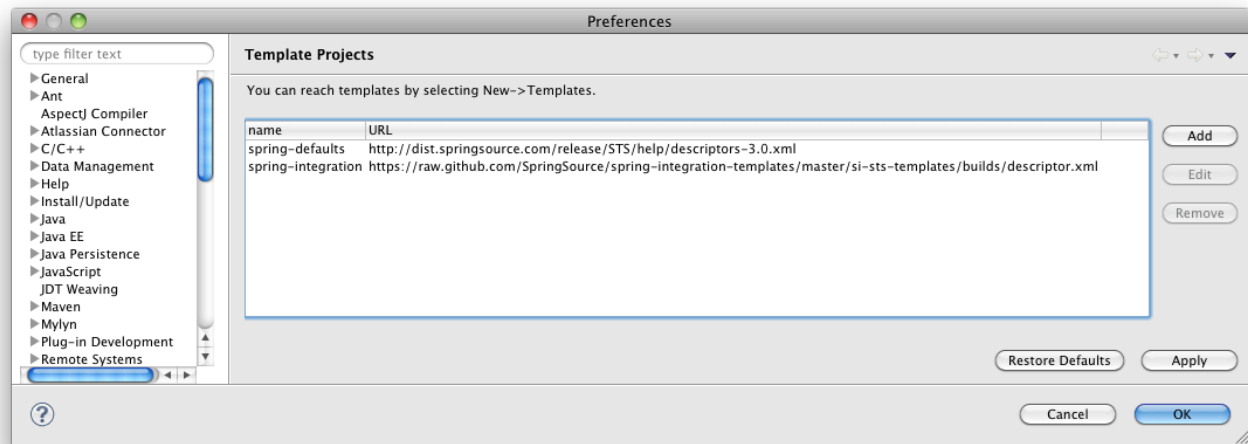 Preferences
type filter text
General
Ant
AspectJ Compiler
Atlassian Connector
C/C++
Data Management
Help
Install/Update
Java
Java EE
Java Persistence
JavaScript
JDT Weaving
Maven
Mylyn
Plug-in Development
Remote Systems
Template Projects
You can reach templates by selecting New->Templates.
name URL
spring-defaults http://dist.springsource.com/release/STS/help/descriptors-3.0.xml
spring-integration https://raw.github.com/SpringSource/spring-integration-templates/master/si-sts-templates/builds/descriptor.xml
Add
Edit
Remove
Restore Defaults Apply
? Cancel OK